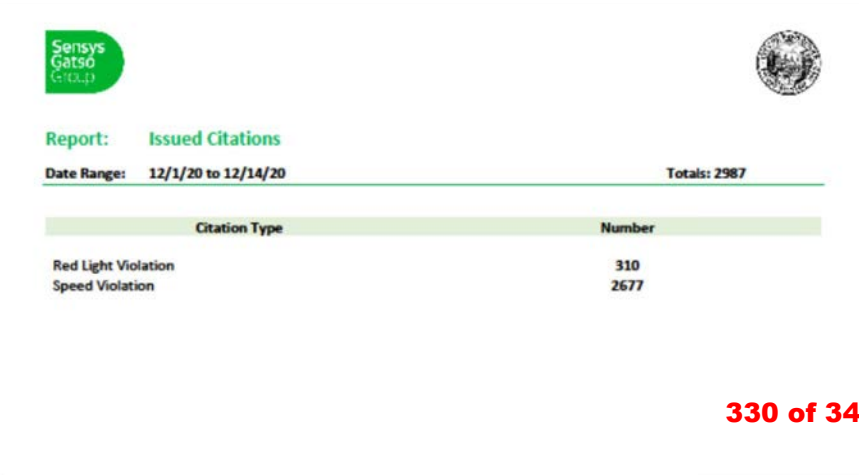 Sensys
Gatso
Group
Report: Issued Citations
Date Range: 12/1/20 to 12/14/20 Totals: 2987
Citation Type Number
Red Light Violation 310
Speed Violation 2677
330 of 34